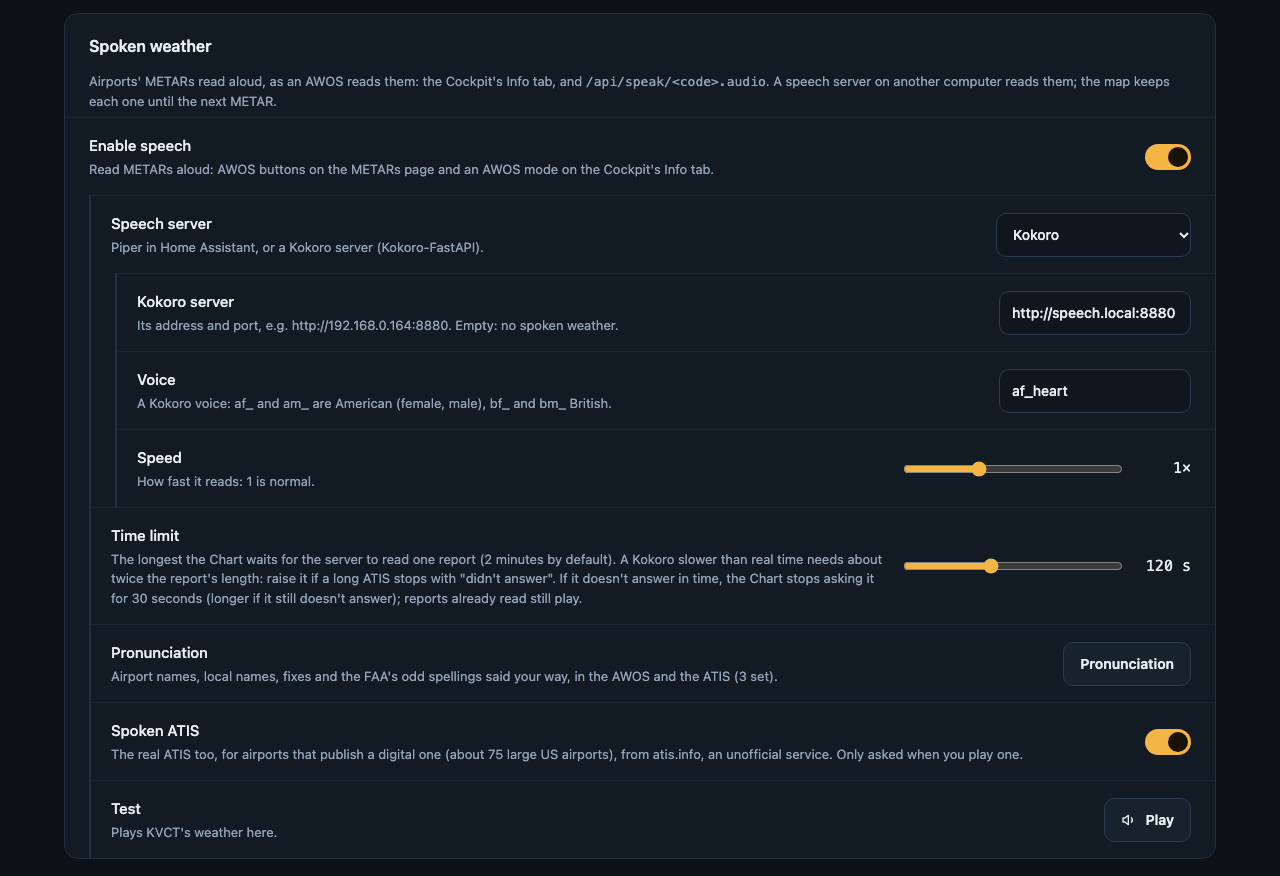 Spoken weather
Airports' METARs read aloud, as an AWOS reads them: the Cockpit's Info tab, and /api/speak/<code>.audio. A speech server on another computer reads them; the map keeps
each one until the next METAR.
Enable speech
Read METARs aloud: AWOS buttons on the METARs page and an AWOS mode on the Cockpit's Info tab.
Speech server
Piper in Home Assistant, or a Kokoro server (Kokoro-FastAPI).
Kokoro
Kokoro server
Its address and port, e.g. http://192.168.0.164:8880. Empty: no spoken weather.
http://speech.local:8880
Voice
A Kokoro voice: af_ and am_ are American (female, male), bf_ and bm_ British.
af_heart
Speed
How fast it reads: 1 is normal.
1×
Time limit
The longest the Chart waits for the server to read one report (2 minutes by default). A Kokoro slower than real time needs about
twice the report's length: raise it if a long ATIS stops with "didn't answer". If it doesn't answer in time, the Chart stops asking it
for 30 seconds (longer if it still doesn't answer); reports already read still play.
120 s
Pronunciation
Airport names, local names, fixes and the FAA's odd spellings said your way, in the AWOS and the ATIS (3 set).
Pronunciation
Spoken ATIS
The real ATIS too, for airports that publish a digital one (about 75 large US airports), from atis.info, an unofficial service. Only asked when you play one.
Test
Plays KVCT's weather here.
Play